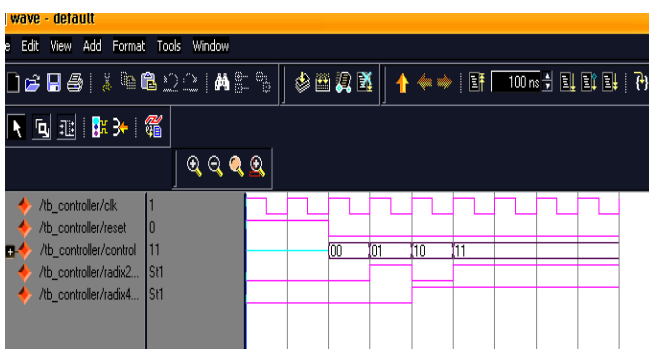 wave - default
e Edit View Add Format Tools Window
100 ns
/tb_controller/clk 1
/tb_controller/reset 0
/tb_controller/control 11 00 01 10 11
/tb_controller/radix2... St1
/tb_controller/radix4... St1